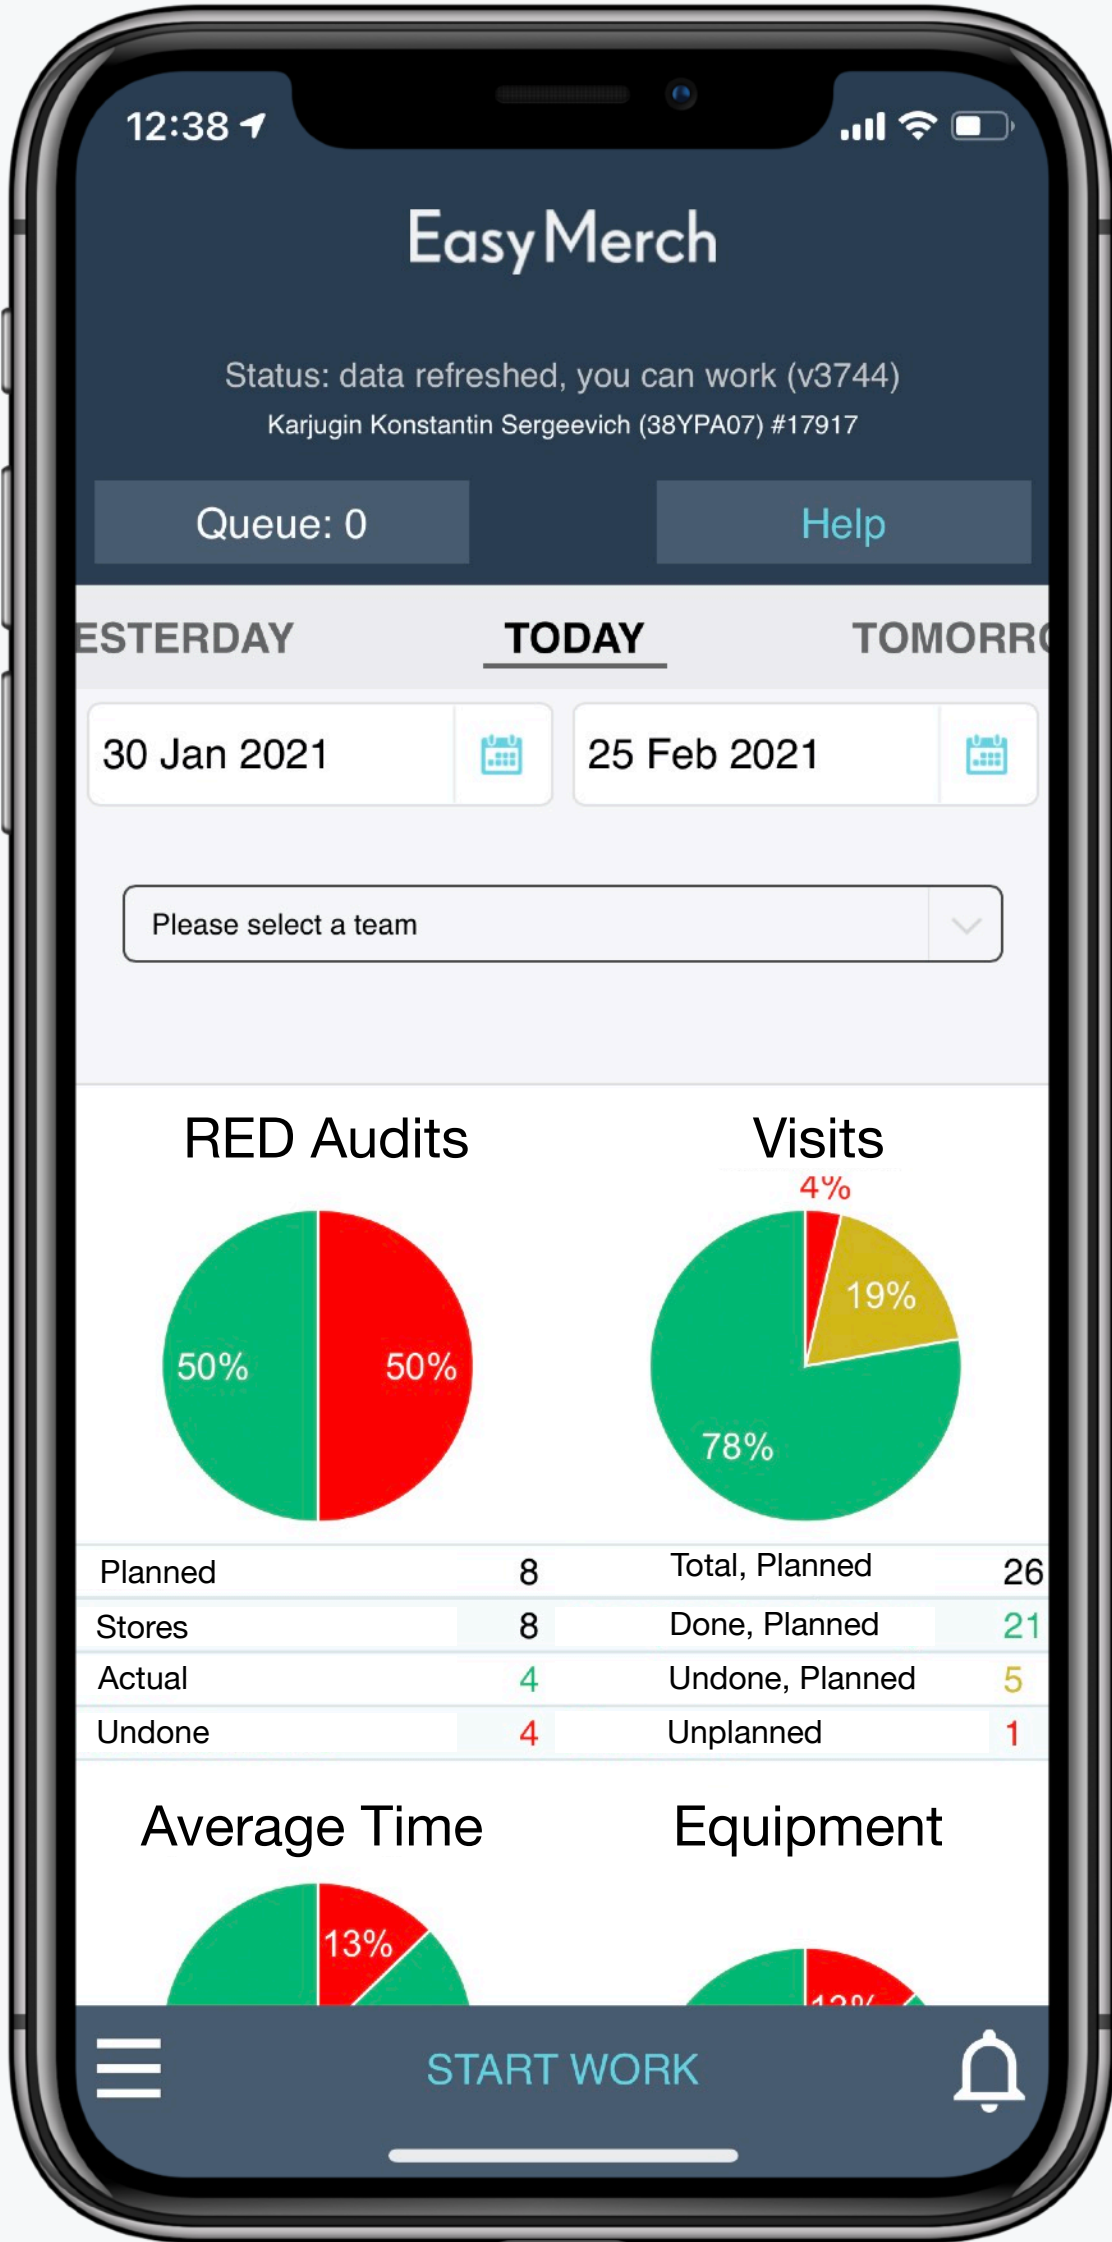 12:38
EasyMerch
Status: data refreshed, you can work (v3744)
Karjugin Konstantin Sergeevich (38YPA07) #17917
Queue: 0
Help
ESTERDAY
TODAY
TOMORRO
30 Jan 2021
25 Feb 2021
Please select a team
RED Audits
Visits
4%
50%
50%
19%
78%
Planned 8
Total, Planned 26
Stores 8
Done, Planned 21
Actual 4
Undone, Planned 5
Undone 4
Unplanned 1
Average Time
Equipment
13%
START WORK